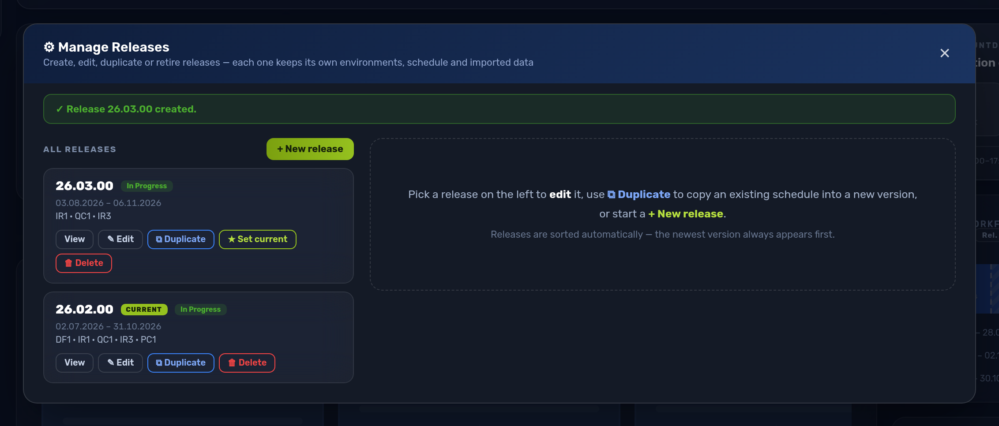 ⚙ Manage Releases
Create, edit, duplicate or retire releases — each one keeps its own environments, schedule and imported data
✕
✓ Release 26.03.00 created.
ALL RELEASES
+ New release
26.03.00 In Progress
03.08.2026 – 06.11.2026
IR1 • QC1 • IR3
View ✎ Edit ⧉ Duplicate ★ Set current
🗑 Delete
26.02.00 CURRENT In Progress
02.07.2026 – 31.10.2026
DF1 • IR1 • QC1 • IR3 • PC1
View ✎ Edit ⧉ Duplicate 🗑 Delete
Pick a release on the left to edit it, use ⧉ Duplicate to copy an existing schedule into a new version,
or start a + New release.
Releases are sorted automatically — the newest version always appears first.
Rel.